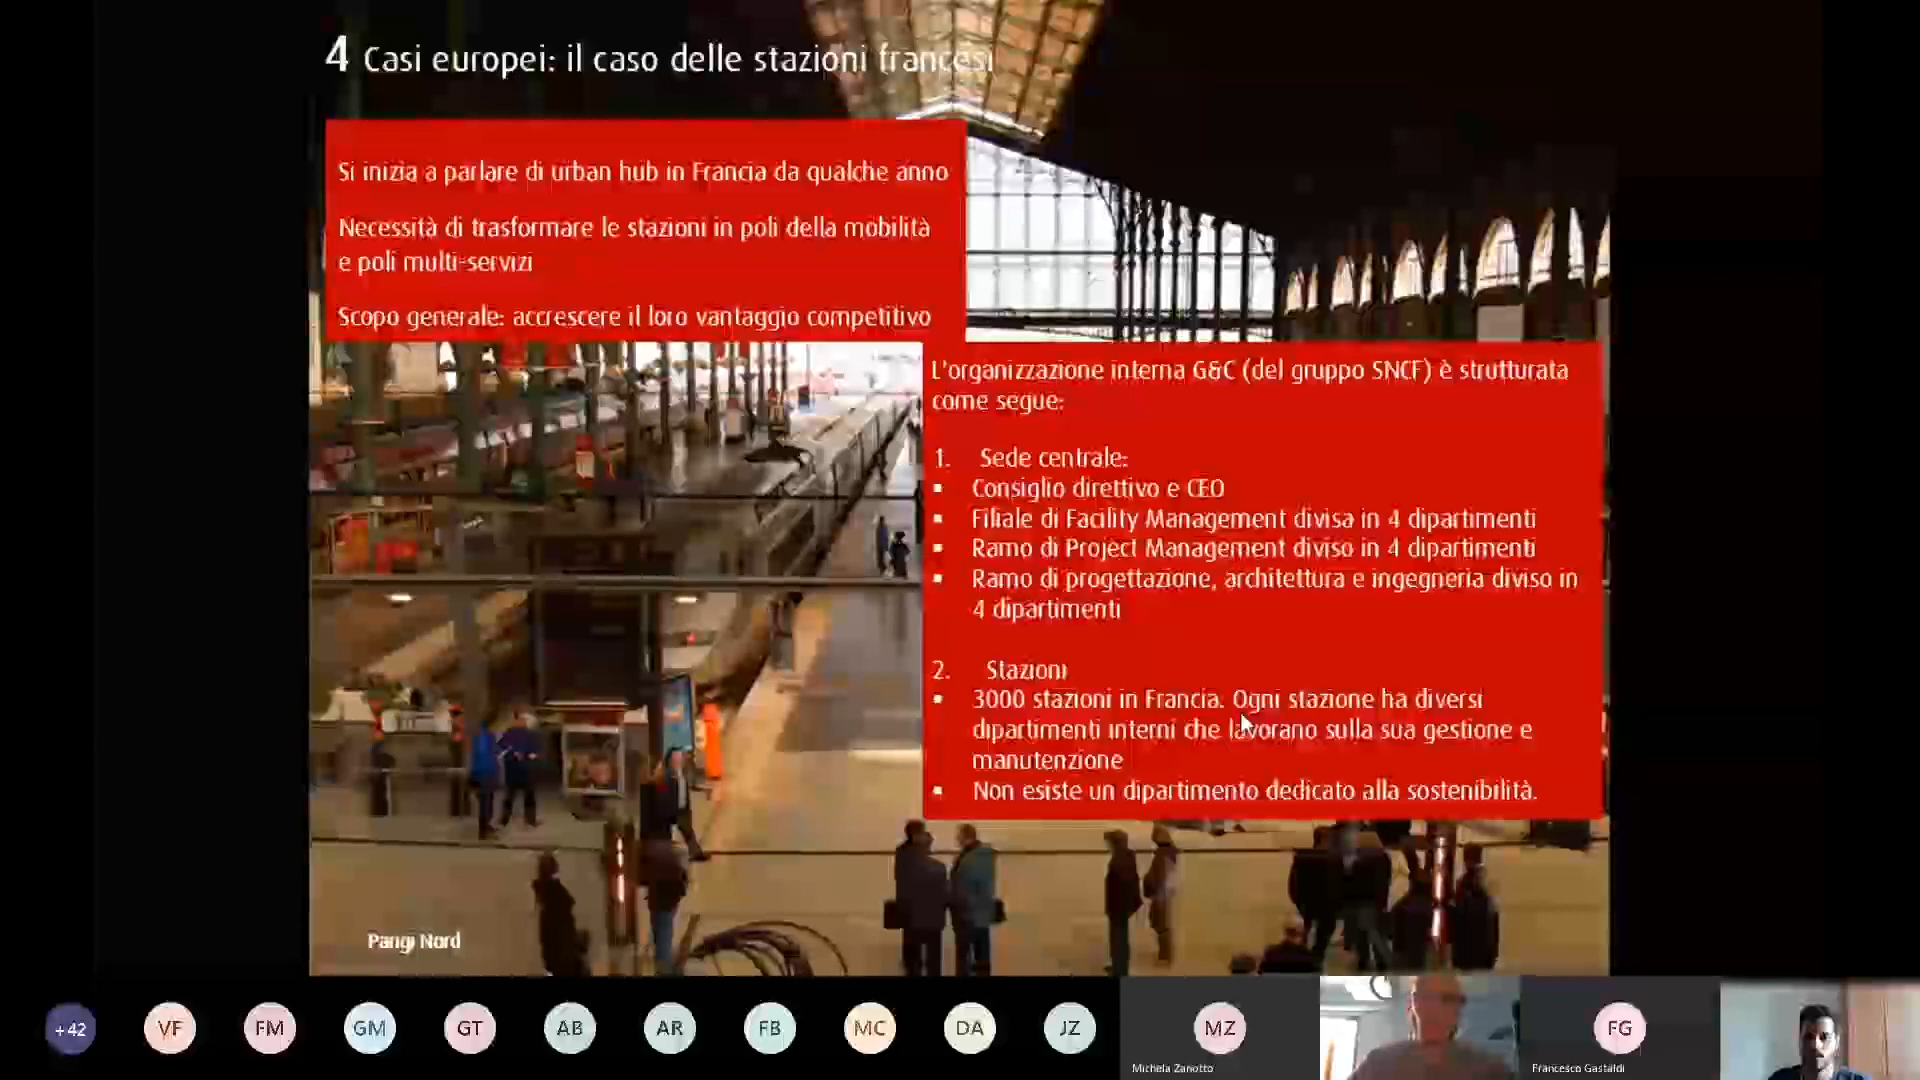 4 Casi europei: il caso delle stazioni francesi
Si inizia a parlare di urban hub in Francia da qualche anno
Necessità di trasformare le stazioni in poli della mobilità
e poli multi-servizi
Scopo generale: accrescere il loro vantaggio competitivo
L'organizzazione interna G&C (del gruppo SNCF) è strutturata
come segue:
1. Sede centrale:
▪ Consiglio direttivo e CEO
▪ Filiale di Facility Management divisa in 4 dipartimenti
▪ Ramo di Project Management diviso in 4 dipartimenti
▪ Ramo di progettazione, architettura e ingegneria diviso in
4 dipartimenti
2. Stazioni
▪ 3000 stazioni in Francia. Ogni stazione ha diversi
dipartimenti interni che lavorano sulla sua gestione e
manutenzione
▪ Non esiste un dipartimento dedicato alla sostenibilità.
Parigi Nord
+42 VF FM GM GT AB AR FB MC DA JZ MZ FG
Michela Zanotto
Francesco Gastaldi